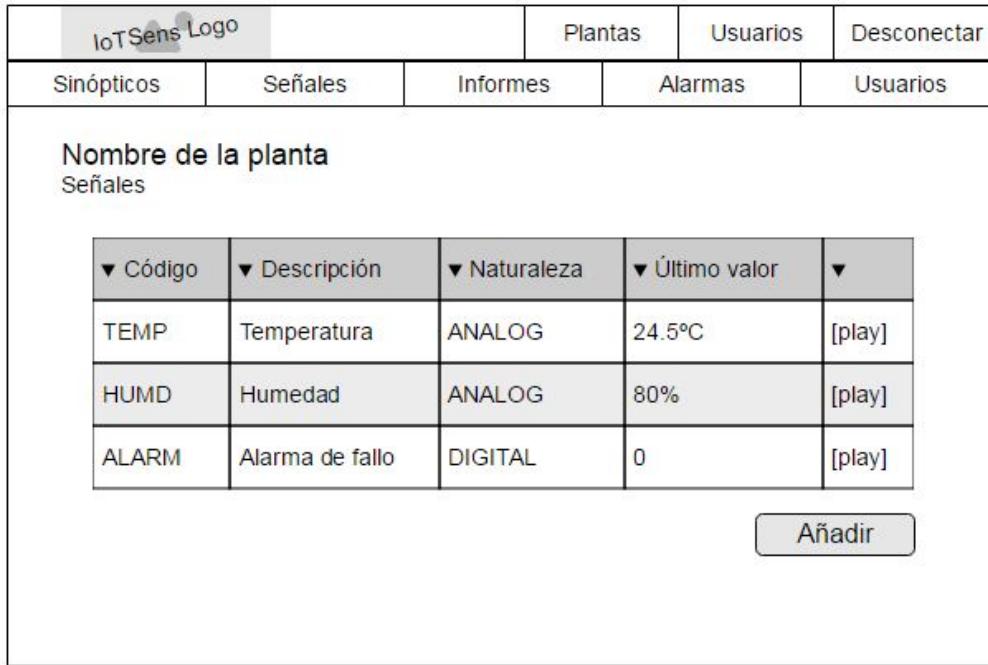 IoTSens Logo Plantas Usuarios Desconectar
Sinópticos Señales Informes Alarmas Usuarios
Nombre de la planta
Señales
▼ Código ▼ Descripción ▼ Naturaleza ▼ Último valor ▼
TEMP Temperatura ANALOG 24.5ºC [play]
HUMD Humedad ANALOG 80% [play]
ALARM Alarma de fallo DIGITAL 0 [play]
Añadir